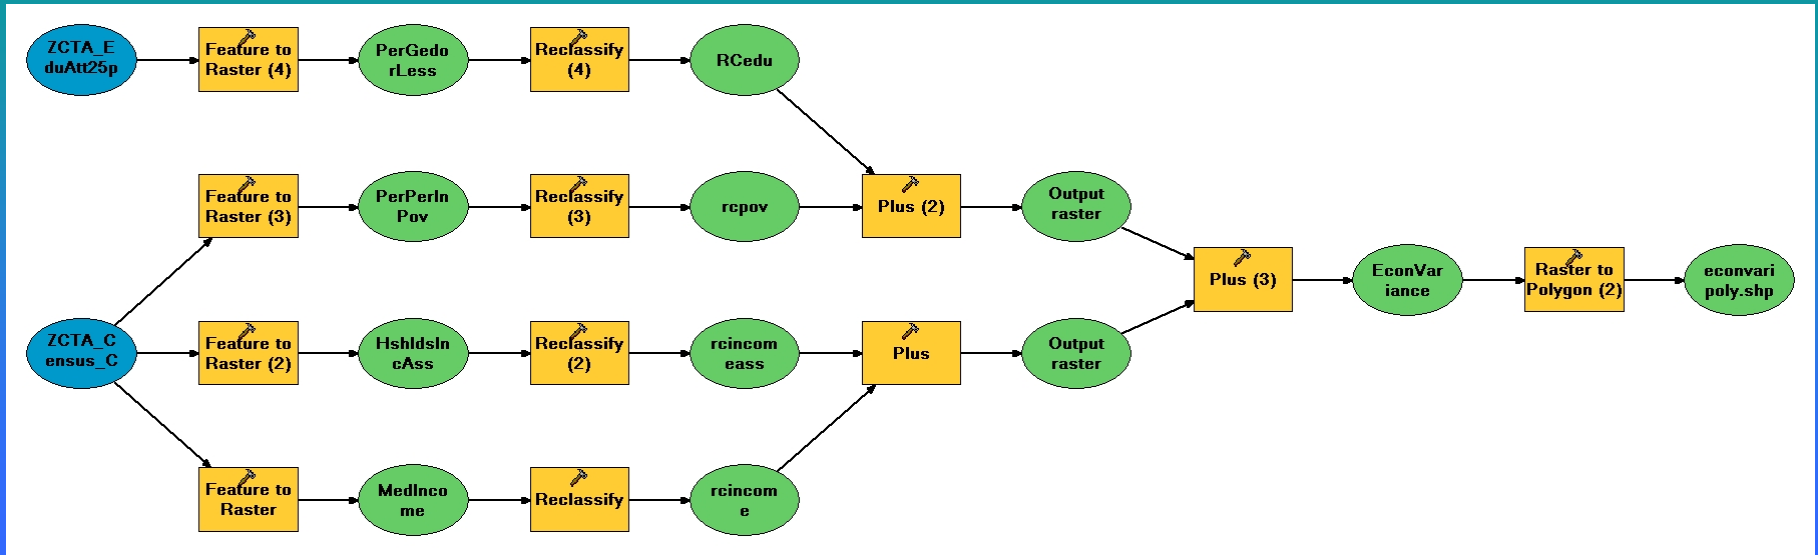 ZCTA_E
duAtt25p
Feature to
Raster (4)
PerGedo
rLess
Reclassify
(4)
RCedu
Feature to
Raster (3)
PerPerIn
Pov
Reclassify
(3)
rcpov
Plus (2)
Output
raster
Plus (3)
EconVar
iance
Raster to
Polygon (2)
econvari
poly.shp
ZCTA_C
ensus_C
Feature to
Raster (2)
HshldsIn
cAss
Reclassify
(2)
rcincom
eass
Plus
Output
raster
Feature to
Raster
MedInco
me
Reclassify
rcincom
e